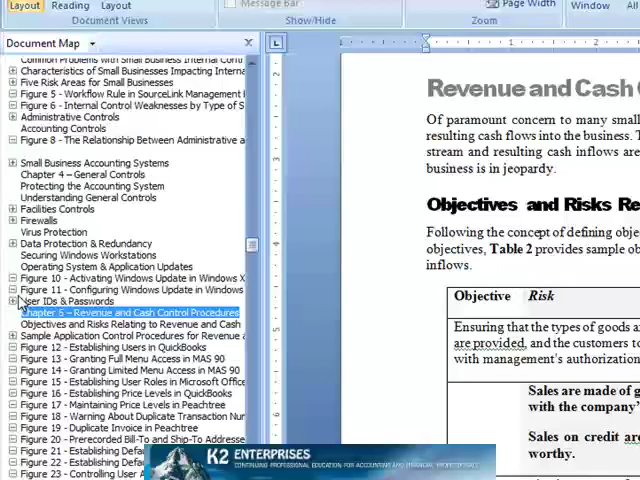 Layout Reading Layout
Message Bar
Page Width
Window All
Document Views
Show/Hide
Zoom
Window
Document Map
Common Problems with Small Business Internal Cont
Characteristics of Small Businesses Impacting Interna
Five Risk Areas for Small Businesses
Figure 5 - Workflow Rule in SourceLink Management
Figure 6 - Internal Control Weaknesses by Type of S
Administrative Controls
Accounting Controls
Figure 8 - The Relationship Between Administrative a
Small Business Accounting Systems
Chapter 4 – General Controls
Protecting the Accounting System
Understanding General Controls
Facilities Controls
Firewalls
Virus Protection
Data Protection & Redundancy
Securing Windows Workstations
Operating System & Application Updates
Figure 10 - Activating Windows Update in Windows X
Figure 11 - Configuring Windows Update in Windows
User IDs & Passwords
Chapter 5 – Revenue and Cash Control Procedures
Objectives and Risks Relating to Revenue and Cash
Sample Application Control Procedures for Revenue a
Figure 12 - Establishing Users in QuickBooks
Figure 13 - Granting Full Menu Access in MAS 90
Figure 14 - Granting Limited Menu Access in MAS 90
Figure 15 - Establishing User Roles in Microsoft Office
Figure 16 - Establishing Price Levels in QuickBooks
Figure 17 - Maintaining Price Level in Peachtree
Figure 18 - Warning About Duplicate Transaction Num
Figure 19 - Duplicate Invoice in Peachtree
Figure 20 - Prerecorded Bill-To and Ship-To Addresse
Figure 21 - Establishing Defau
Figure 22 - Establishing Defa
Figure 23 - Controlling User A
Revenue and Cash C
Of paramount concern to many small
resulting cash flows into the business. T
stream and resulting cash inflows are
business is in jeopardy.
Objectives and Risks Re
Following the concept of defining obje
objectives, Table 2 provides sample ob
inflows.
Objective Risk
Ensuring that the types of goods a
are provided, and the customers to
with management's authorization
Sales are made of g
with the company'
Sales on credit are
worthy.
K2 ENTERPRISES
CONTINUING PROFESSIONAL EDUCATION FOR ACCOUNTING AND FINANCIAL PROFESSIONALS